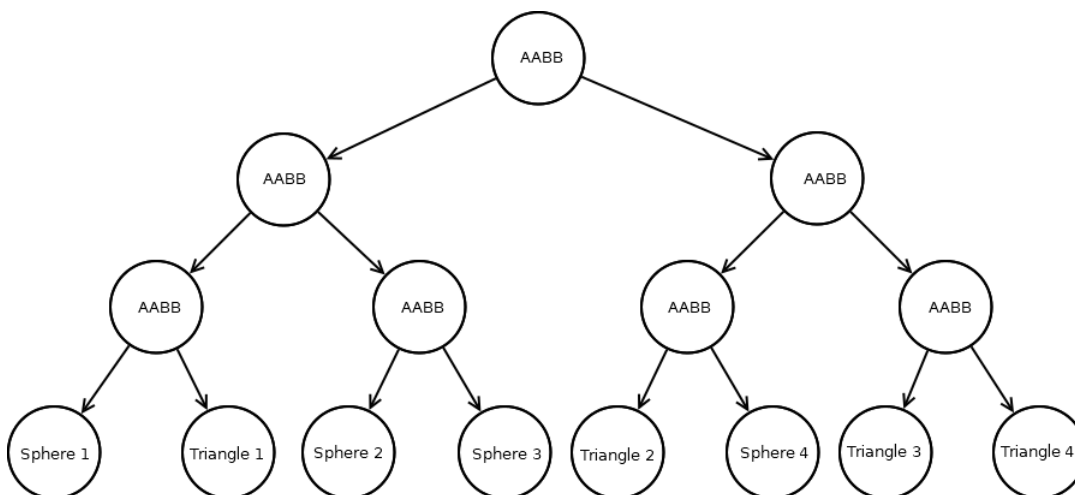 AABB
AABB
AABB
AABB
AABB
AABB
AABB
Sphere 1
Triangle 1
Sphere 2
Sphere 3
Triangle 2
Sphere 4
Triangle 3
Triangle 4